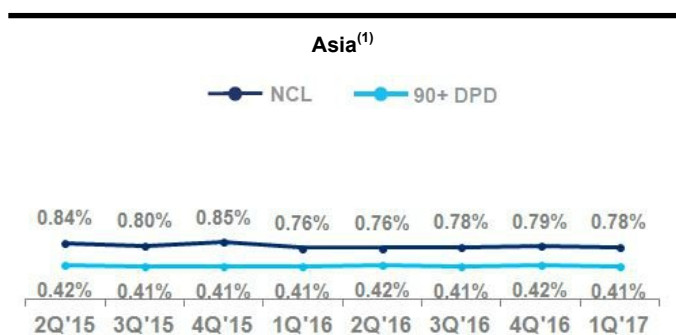 Asia(1)
NCL 90+ DPD
0.84% 0.80% 0.85% 0.76% 0.76% 0.78% 0.79% 0.78%
0.42% 0.41% 0.41% 0.41% 0.42% 0.41% 0.42% 0.41%
2Q'15 3Q'15 4Q'15 1Q'16 2Q'16 3Q'16 4Q'16 1Q'17